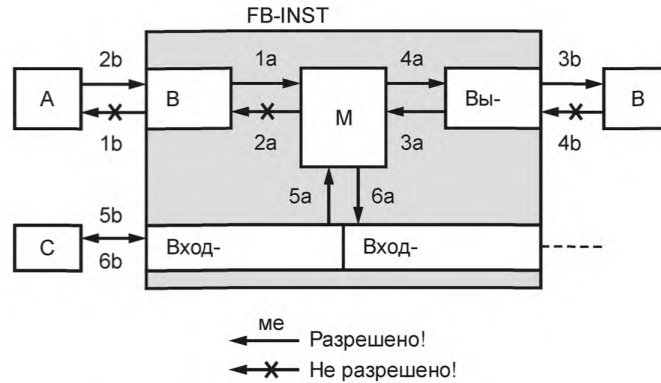 FB-INST
2b 1a 4a 3b
A В М Вы- В
1b 2a 3a 4b
5a 6a
5b
C Вход- Вход-
6b
ме
Разрешено!
Не разрешено!